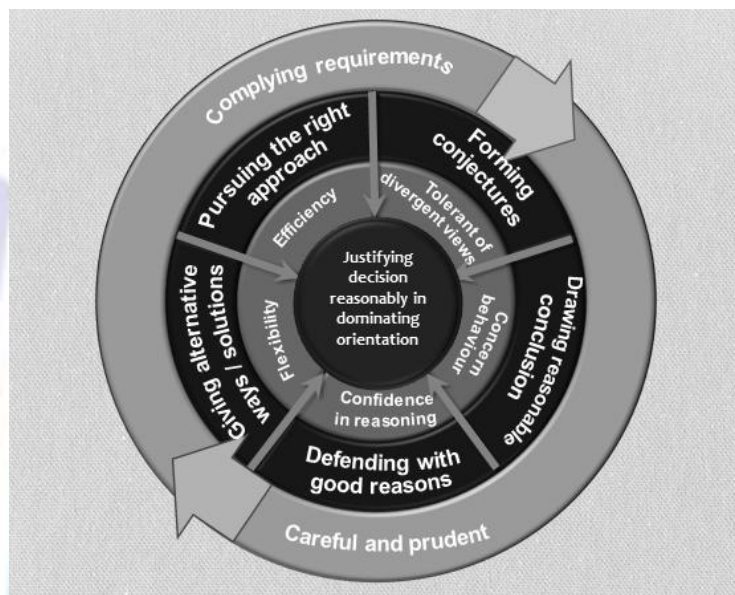 Complying requirements
Pursuing the right
approach
Forming
conjectures
Efficiency
Tolerant of
divergent views
Justifying
decision
reasonably in
dominating
orientation
Flexibility
Concern
behaviour
Giving alternative
ways / solutions
Drawing reasonable
conclusion
Confidence
in reasoning
Defending with
good reasons
Careful and prudent